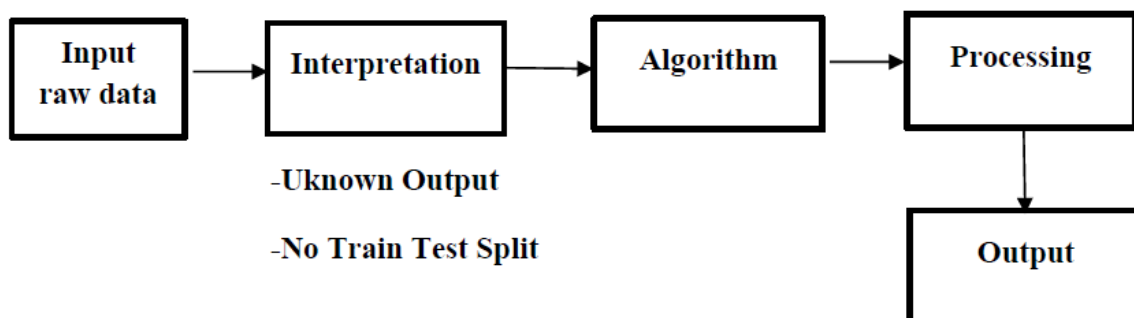 Input
raw data
Interpretation
Algorithm
Processing
-Uknown Output
-No Train Test Split
Output